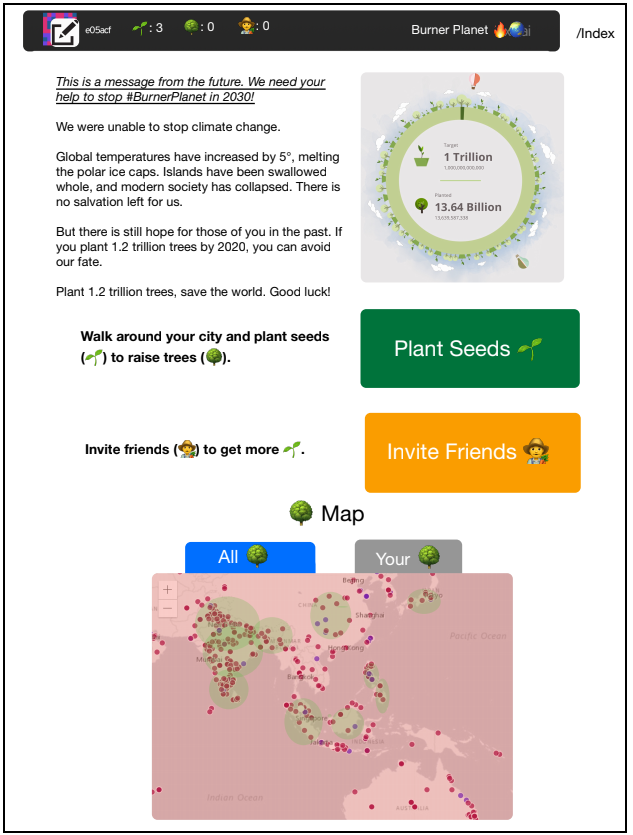 e05acf
🌱: 3
🌳: 0
🧑‍🌾: 0
Burner Planet 🔥🌏
/Index
This is a message from the future. We need your
help to stop #BurnerPlanet in 2030!
We were unable to stop climate change.
Global temperatures have increased by 5°, melting
the polar ice caps. Islands have been swallowed
whole, and modern society has collapsed. There is
no salvation left for us.
But there is still hope for those of you in the past. If
you plant 1.2 trillion trees by 2020, you can avoid
our fate.
Plant 1.2 trillion trees, save the world. Good luck!
Target
1 Trillion
1,000,000,000,000
Planted
13.64 Billion
Walk around your city and plant seeds
(🌱) to raise trees (🌳).
Plant Seeds 🌱
Invite friends (🧑‍🌾) to get more 🌱.
Invite Friends 🧑‍🌾
🌳 Map
All 🌳
Your 🌳
+
−
Beijing
Shanghai
Hong Kong
Bangkok
Singapore
Pacific Ocean
Indian Ocean
AUSTRALIA